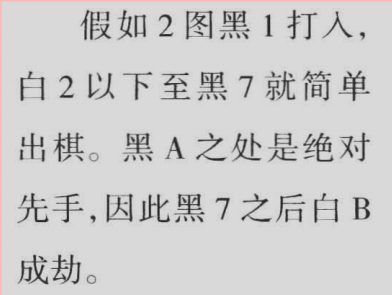 假如 2 图黑 1 打入，
白 2 以下至黑 7 就简单
出棋。黑 A 之处是绝对
先手，因此黑 7 之后白 B
成劫。